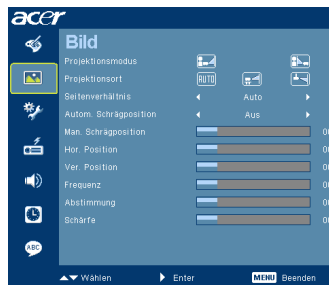 acer
Bild
Projektionsmodus
Projektionsort AUTO
Seitenverhältnis Auto
Autom. Schrägposition Aus
Man. Schrägposition
Hor. Position
Ver. Position
Frequenz
Abstimmung
Schärfe
ABC
Wählen Enter MENU Beenden